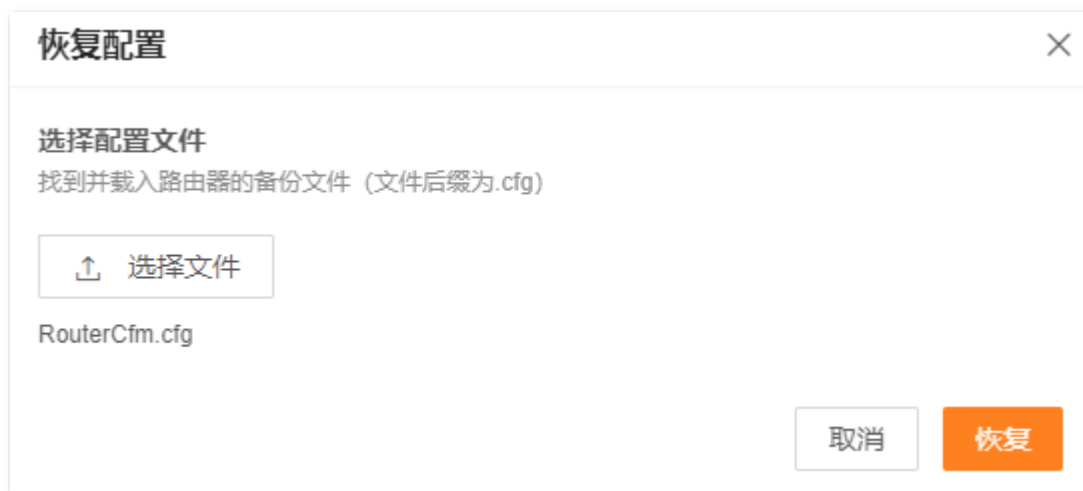 恢复配置
选择配置文件
找到并载入路由器的备份文件（文件后缀为.cfg）
选择文件
RouterCfm.cfg
取消
恢复